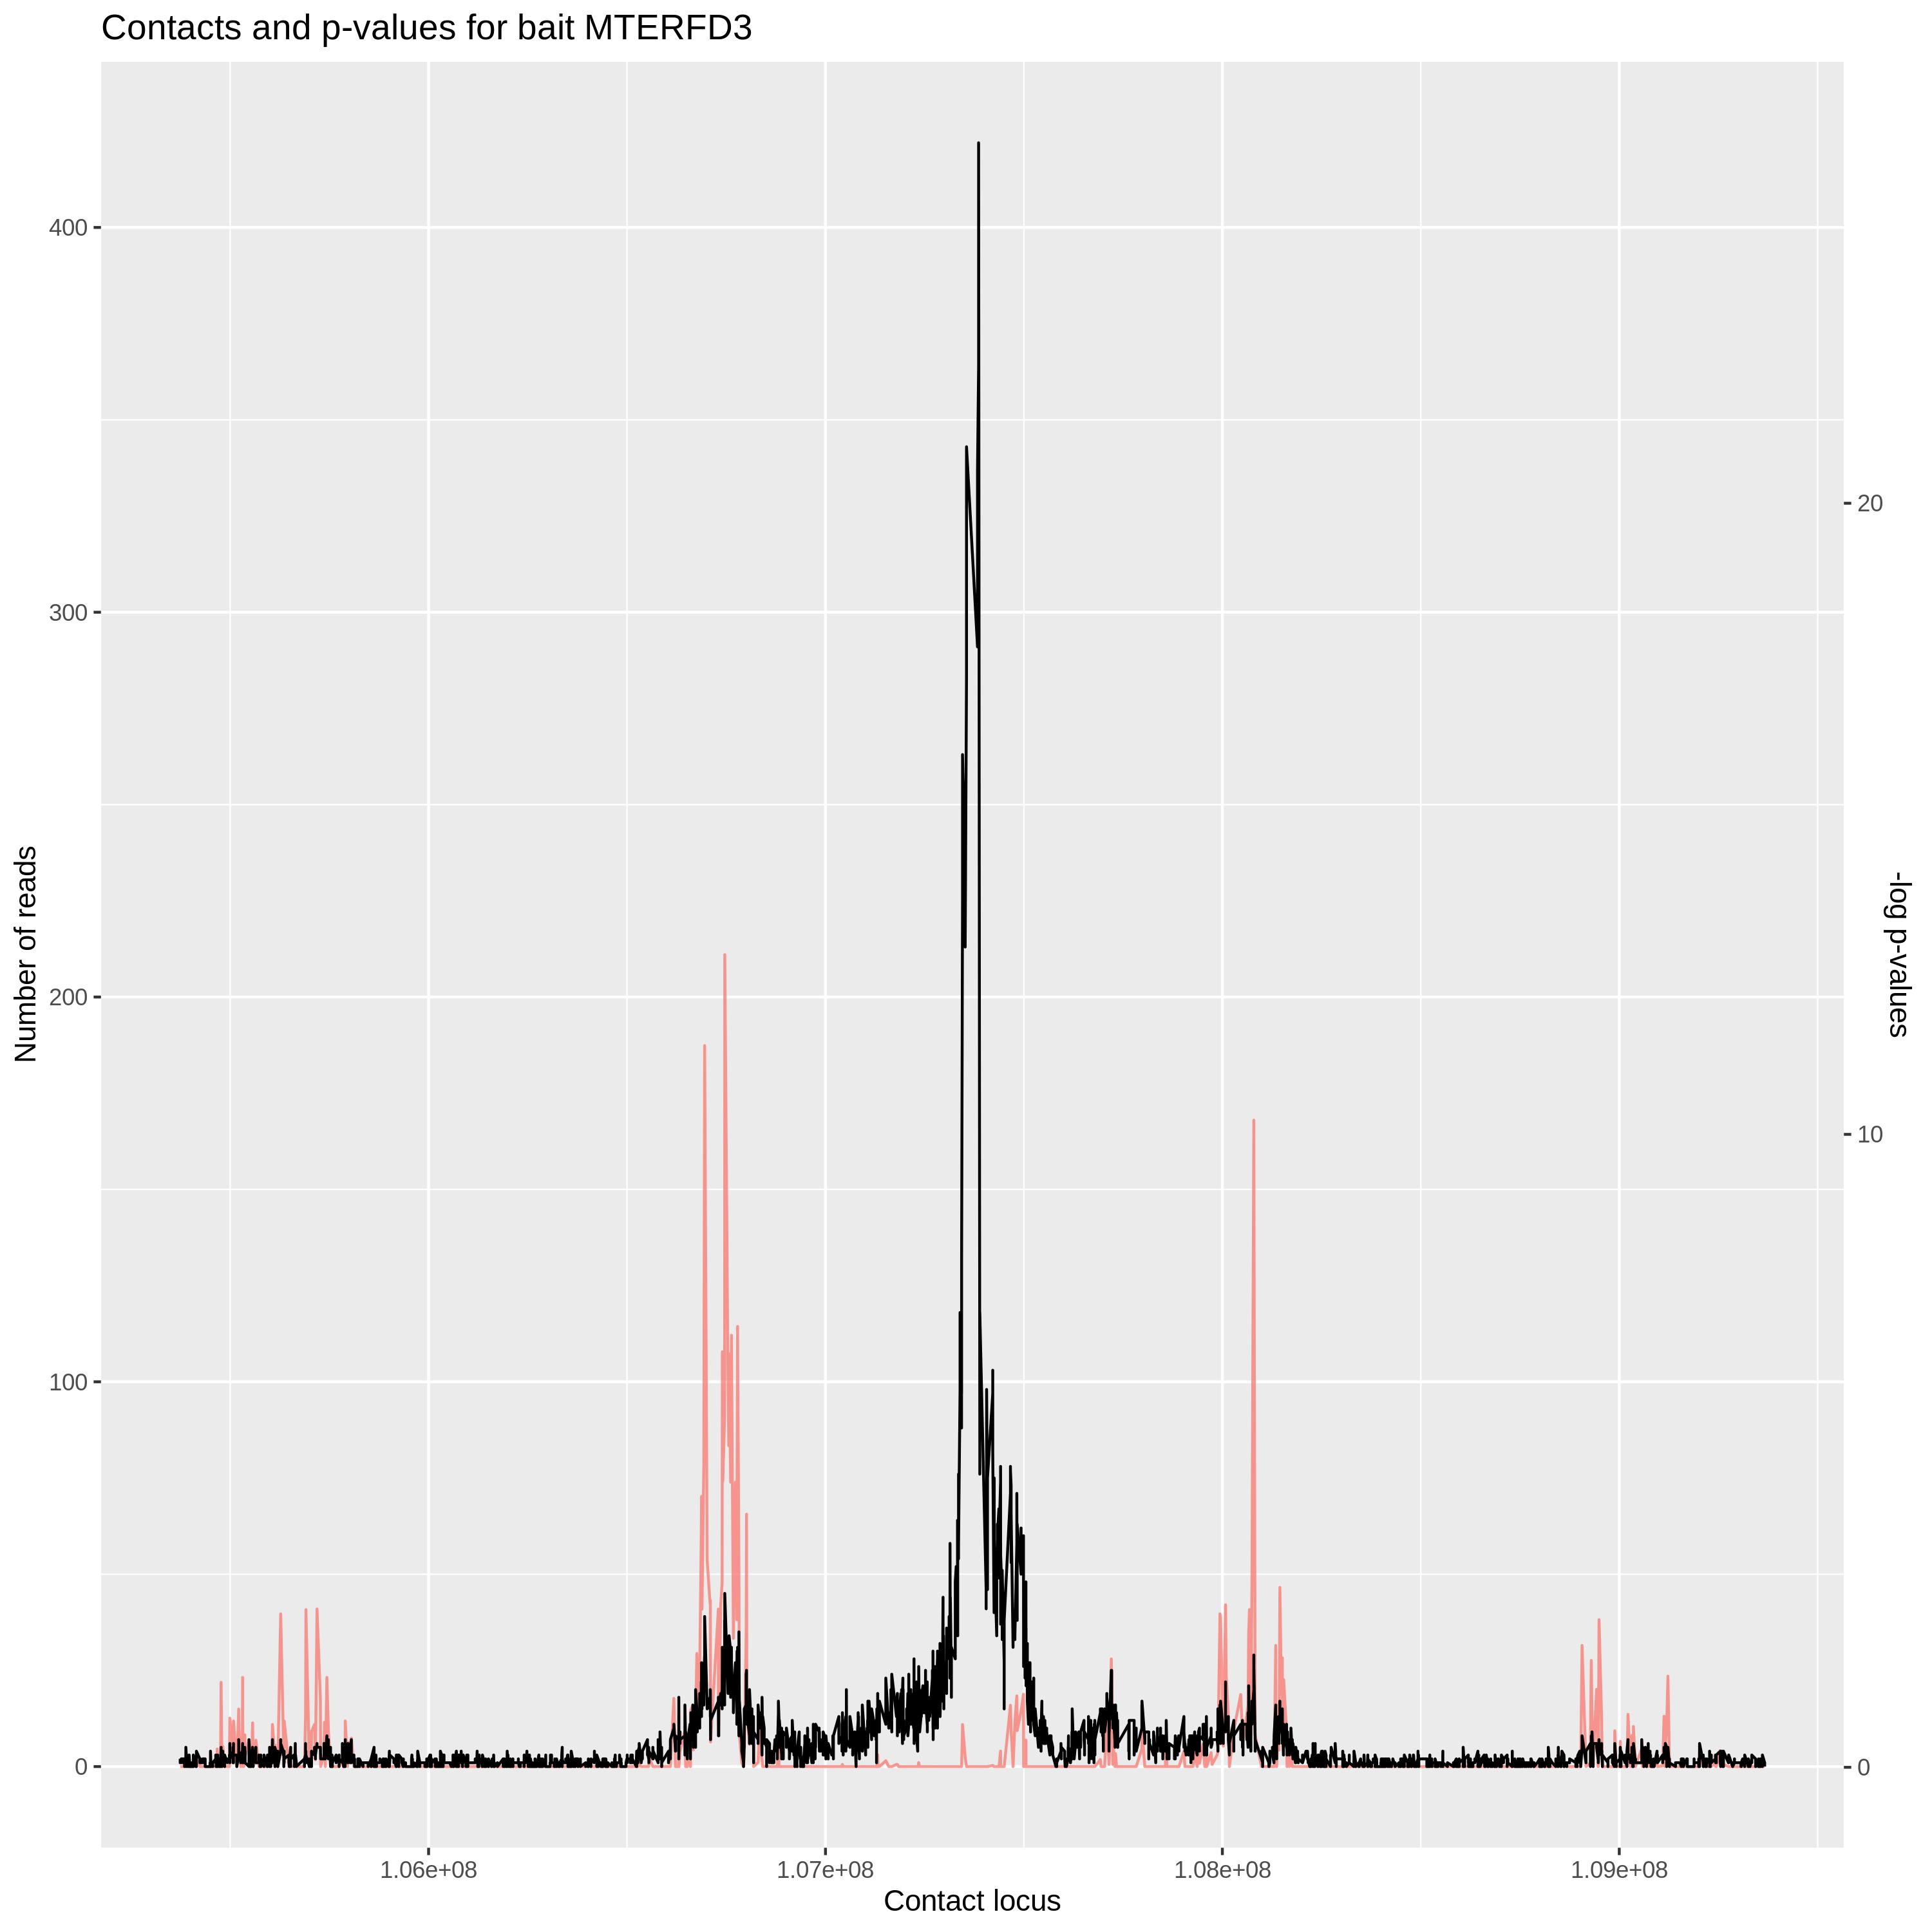 Contacts and p-values for bait MTERFD3
400
300
200
100
0
20
10
0
Number of reads
-log p-values
1.06e+08
1.07e+08
1.08e+08
1.09e+08
Contact locus